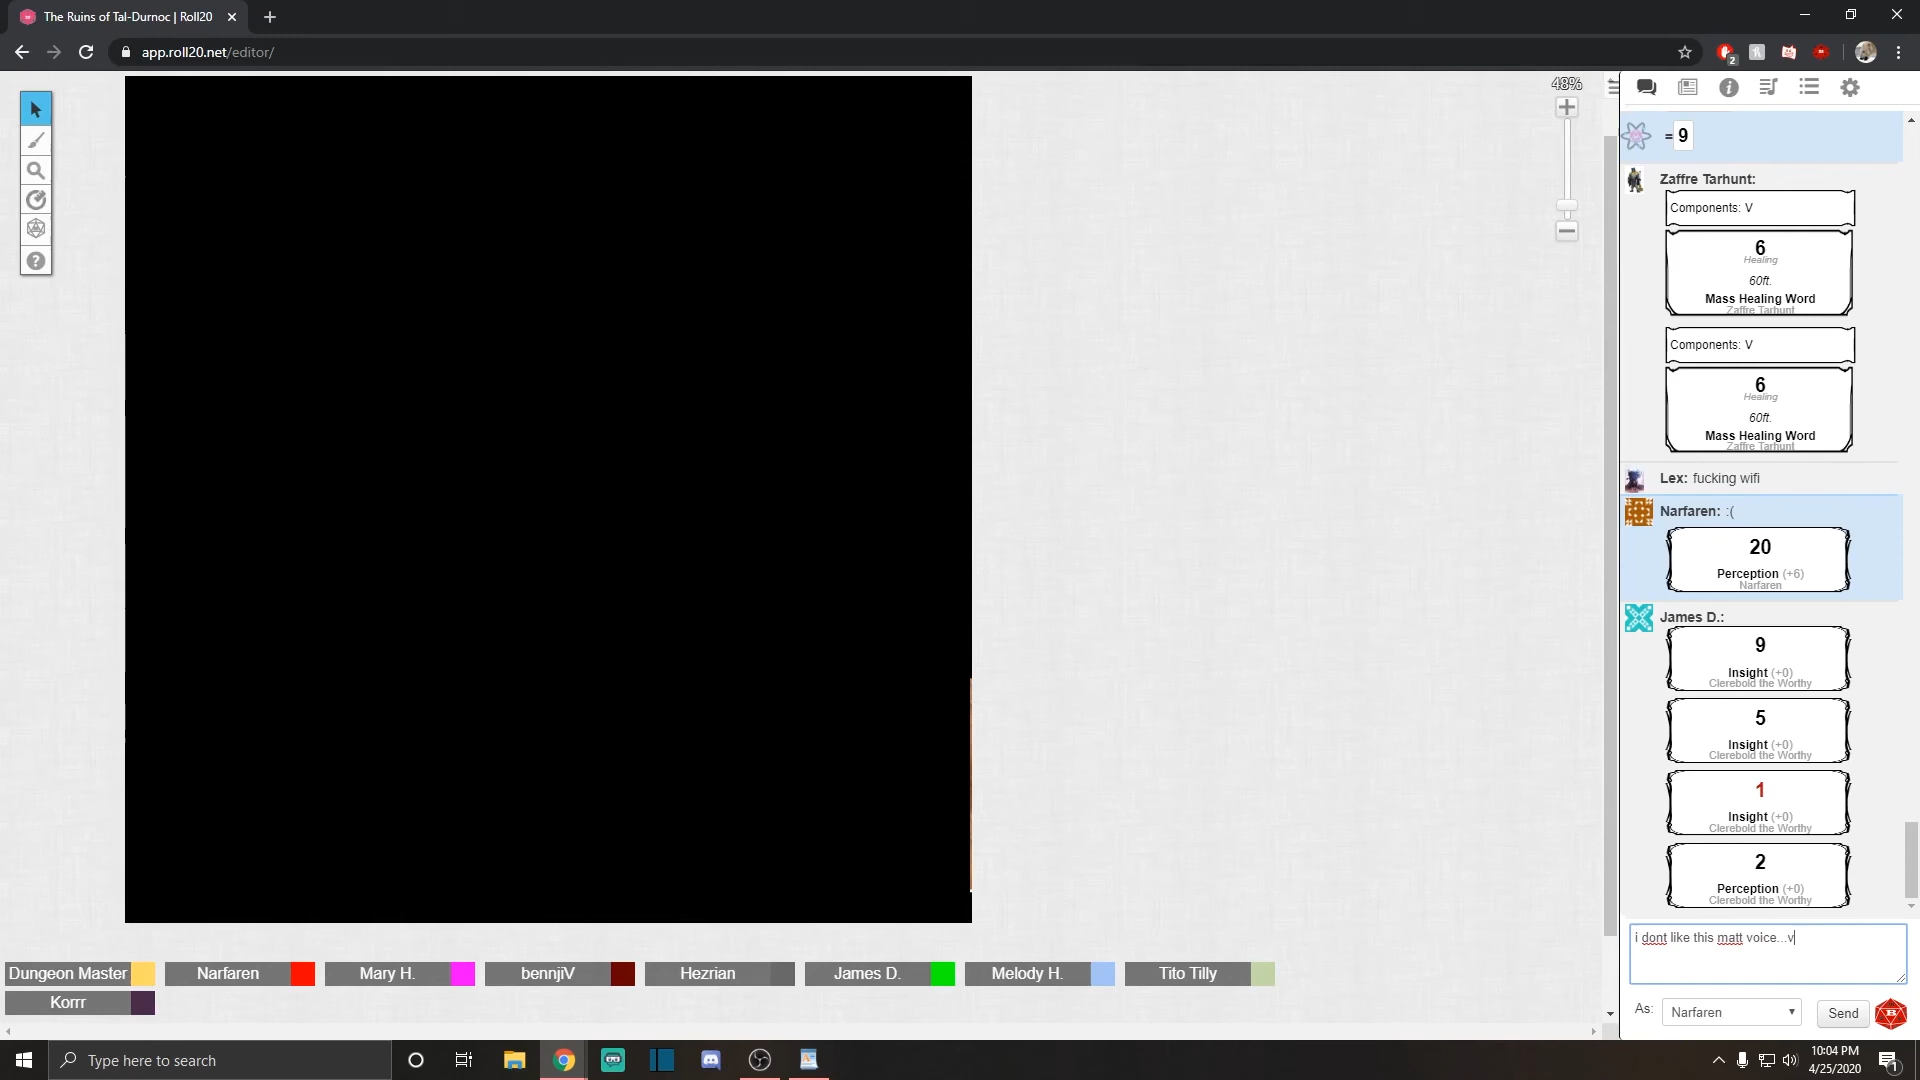 The Ruins of Tal-Durnoc | Roll20
app.roll20.net/editor/
2
48%
= 9
Zaffre Tarhunt:
Components: V
6
Healing
60ft.
Mass Healing Word
Zaffre Tarhunt
Components: V
6
Healing
60ft.
Mass Healing Word
Zaffre Tarhunt
Lex: fucking wifi
Narfaren: :(
20
Perception (+6)
Narfaren
James D.:
9
Insight (+0)
Clerebold the Worthy
5
Insight (+0)
Clerebold the Worthy
1
Insight (+0)
Clerebold the Worthy
2
Perception (+0)
Clerebold the Worthy
i dont like this matt voice...v
As: Narfaren Send
Dungeon Master Narfaren Mary H. bennjiV Hezrian James D. Melody H. Tito Tilly
Korrr
Type here to search
10:04 PM
4/25/2020
1